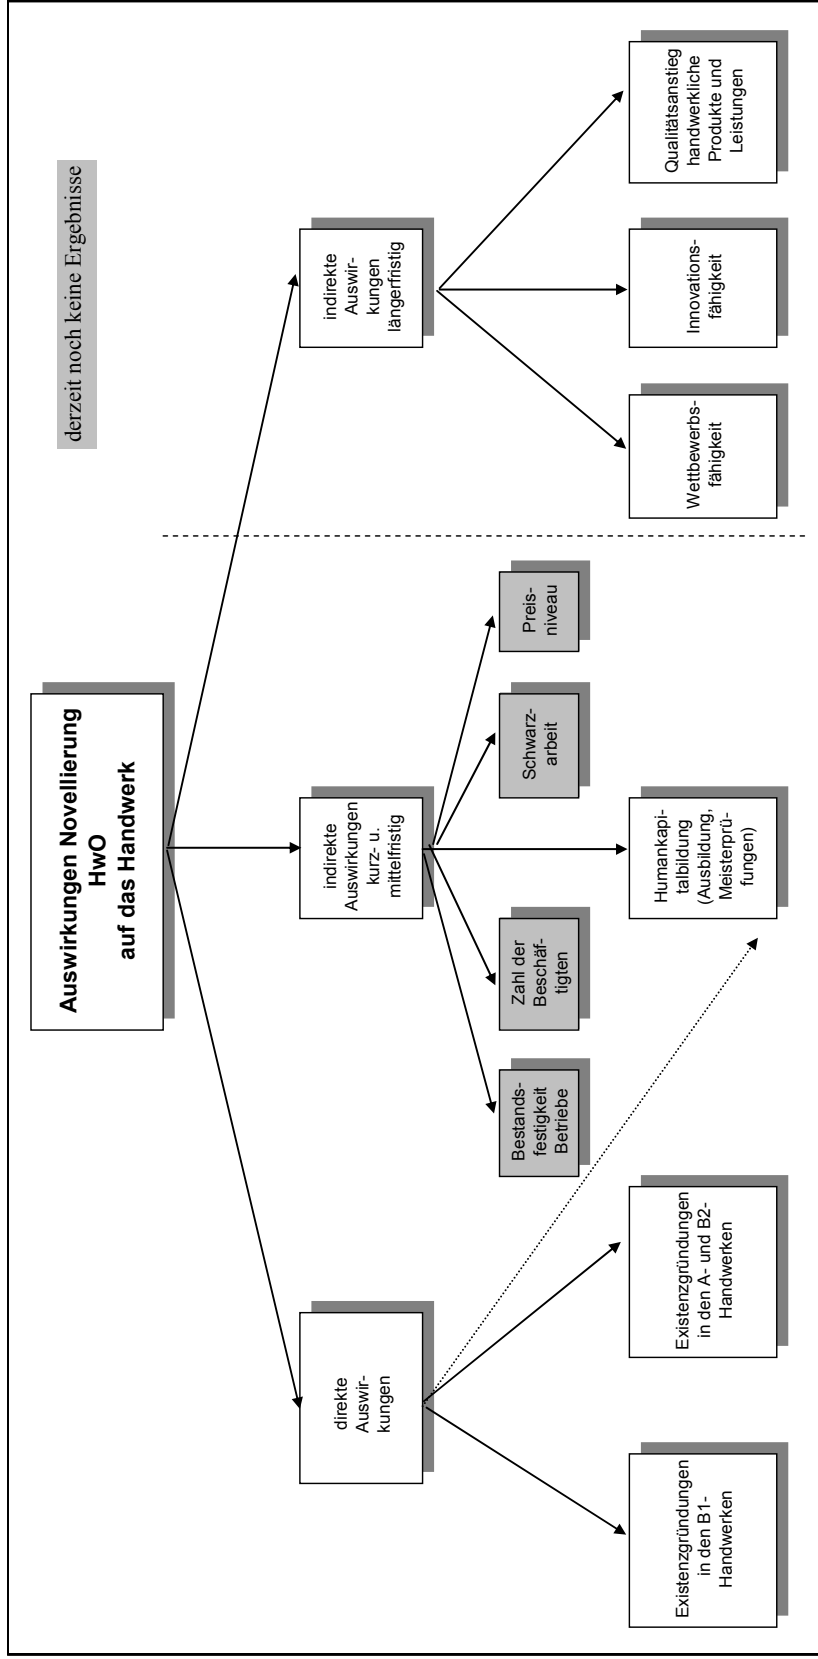 derzeit noch keine Ergebnisse
Auswirkungen Novellierung
HwO
auf das Handwerk
direkte
Auswir-
kungen
indirekte
Auswirkungen
kurz- u.
mittelfristig
indirekte
Auswir-
kungen
längerfristig
Bestands-
festigkeit
Betriebe
Zahl der
Beschäf-
tigten
Schwarz-
arbeit
Preis-
niveau
Existenzgründungen
in den B1-
Handwerken
Existenzgründungen
in den A- und B2-
Handwerken
Humankapi-
talbildung
(Ausbildung,
Meisterprü-
fungen)
Wettbewerbs-
fähigkeit
Innovations-
fähigkeit
Qualitätsanstieg
handwerkliche
Produkte und
Leistungen